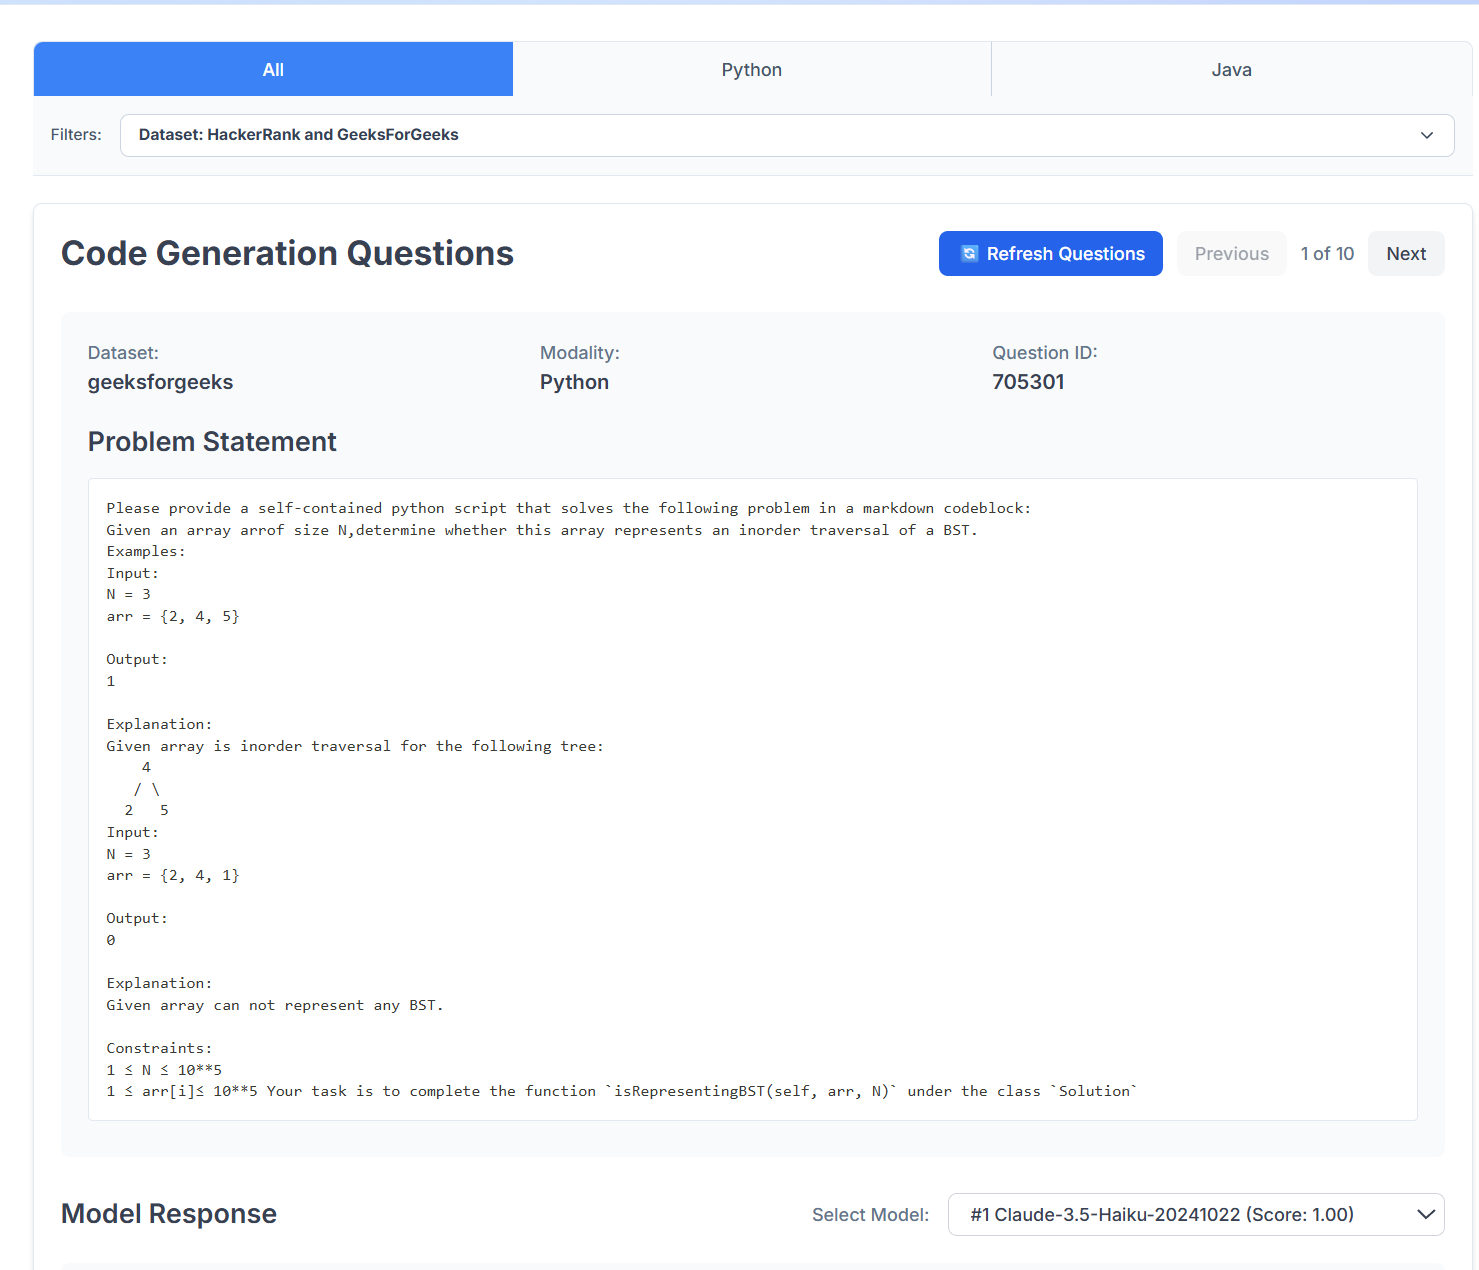 All
Python
Java
Filters:
Dataset: HackerRank and GeeksForGeeks
Code Generation Questions
Refresh Questions
Previous
1 of 10
Next
Dataset:
geeksforgeeks
Modality:
Python
Question ID:
705301
Problem Statement
Please provide a self-contained python script that solves the following problem in a markdown codeblock:
Given an array arrof size N,determine whether this array represents an inorder traversal of a BST.
Examples:
Input:
N = 3
arr = {2, 4, 5}
Output:
1
Explanation:
Given array is inorder traversal for the following tree:
4
/ \
2   5
Input:
N = 3
arr = {2, 4, 1}
Output:
0
Explanation:
Given array can not represent any BST.
Constraints:
1 ≤ N ≤ 10**5
1 ≤ arr[i]≤ 10**5 Your task is to complete the function `isRepresentingBST(self, arr, N)` under the class `Solution`
Model Response
Select Model:
#1 Claude-3.5-Haiku-20241022 (Score: 1.00)